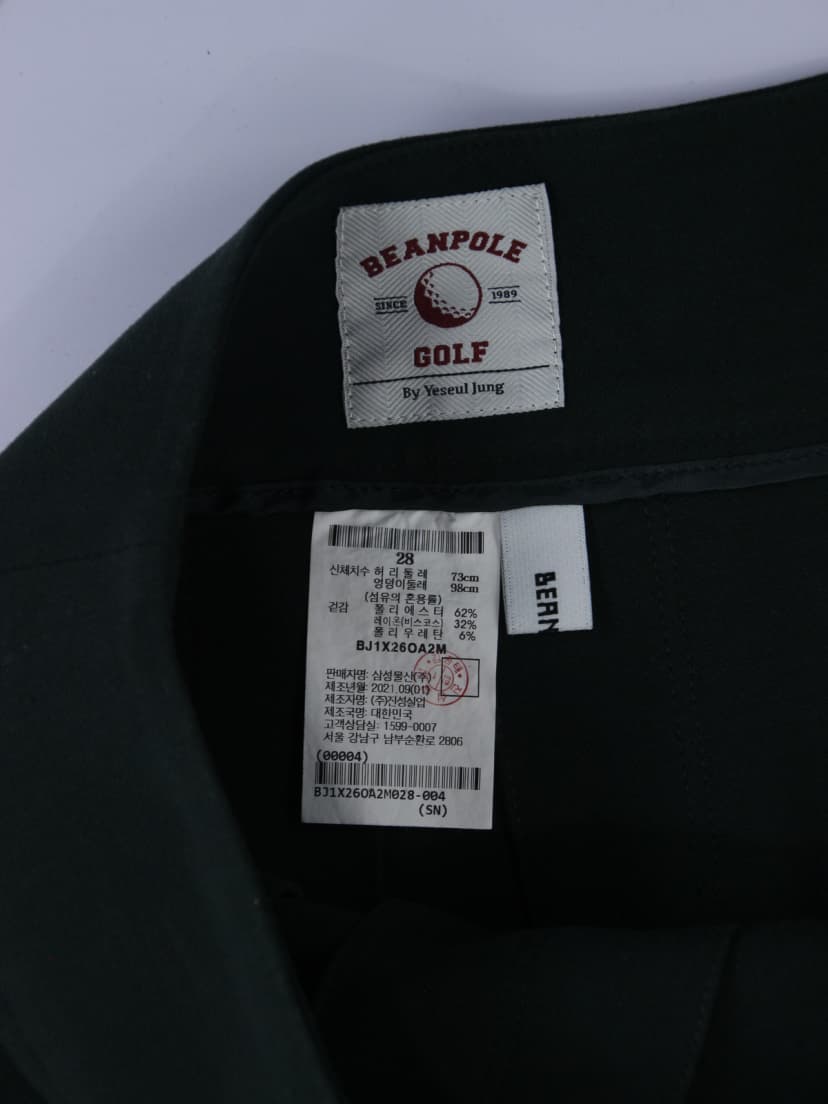 BEANPOLE
SINCE 1989
GOLF
By Yeseul Jung
28
신체치수 허리둘레 73cm
엉덩이둘레 98cm
(섬유의 혼용률)
겉감 폴리에스터 62%
레이온(비스코스) 32%
폴리우레탄 6%
BJ1X26OA2M
판매자명: 삼성물산(주)
제조년월: 2021.09(01)
제조자명: (주)진성실업
제조국명: 대한민국
고객상담실: 1599-0007
서울 강남구 남부순환로 2806
(00004)
BJ1X26OA2M028-004
(SN)
BEAN